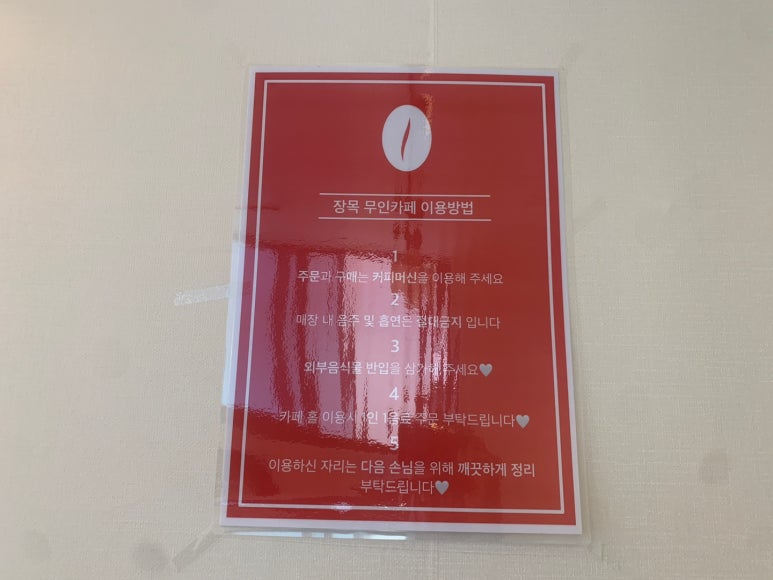 장목 무인카페 이용방법
1
주문과 구매는 커피머신을 이용해 주세요
2
매장 내 음주 및 흡연은 절대금지 입니다
3
외부음식물 반입을 삼가해 주세요🩶
4
카페 홀 이용시 1인 1음료 주문 부탁드립니다🩶
5
이용하신 자리는 다음 손님을 위해 깨끗하게 정리
부탁드립니다🩶